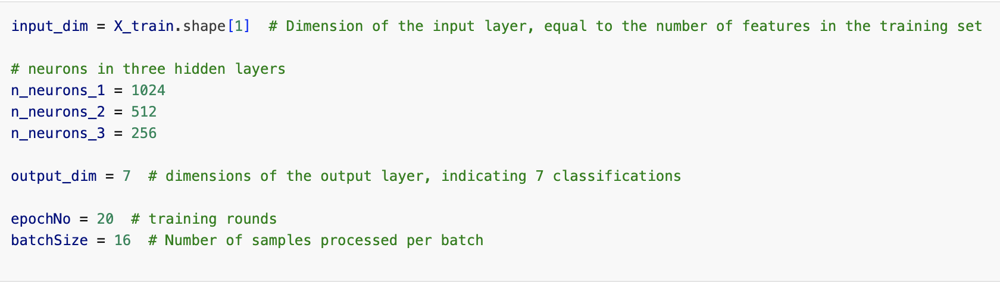 input_dim = X_train.shape[1]  # Dimension of the input layer, equal to the number of features in the training set
# neurons in three hidden layers
n_neurons_1 = 1024
n_neurons_2 = 512
n_neurons_3 = 256
output_dim = 7  # dimensions of the output layer, indicating 7 classifications
epochNo = 20  # training rounds
batchSize = 16  # Number of samples processed per batch